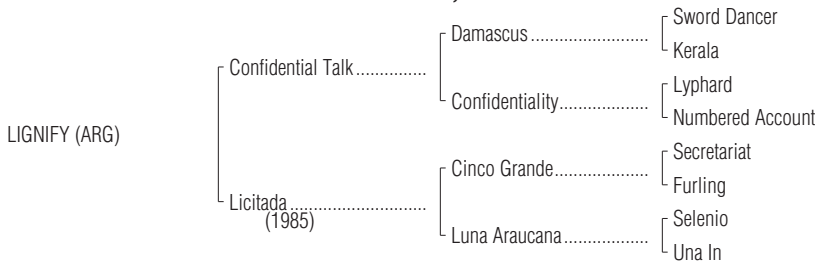 Sword Dancer
Damascus
Kerala
Confidential Talk
Lyphard
Confidentiality
Numbered Account
LIGNIFY (ARG)
Secretariat
Cinco Grande
Furling
Licitada
(1985)
Selenio
Luna Araucana
Una In